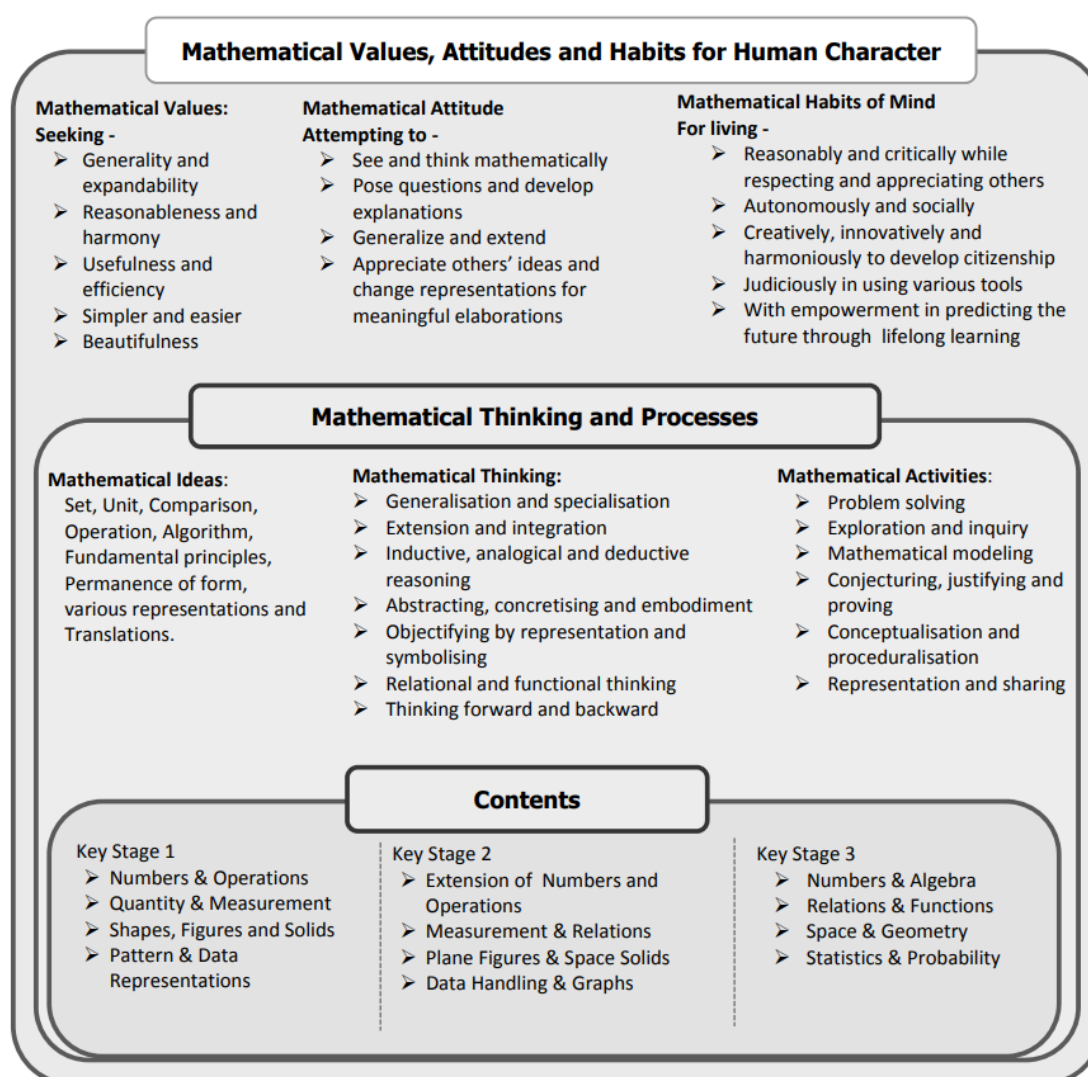 Mathematical Values, Attitudes and Habits for Human Character
Mathematical Values:
Seeking -
➢ Generality and
expandability
➢ Reasonableness and
harmony
➢ Usefulness and
efficiency
➢ Simpler and easier
➢ Beautifulness
Mathematical Attitude
Attempting to -
➢ See and think mathematically
➢ Pose questions and develop
explanations
➢ Generalize and extend
➢ Appreciate others’ ideas and
change representations for
meaningful elaborations
Mathematical Habits of Mind
For living -
➢ Reasonably and critically while
respecting and appreciating others
➢ Autonomously and socially
➢ Creatively, innovatively and
harmoniously to develop citizenship
➢ Judiciously in using various tools
➢ With empowerment in predicting the
future through lifelong learning
Mathematical Thinking and Processes
Mathematical Ideas:
Set, Unit, Comparison,
Operation, Algorithm,
Fundamental principles,
Permanence of form,
various representations and
Translations.
Mathematical Thinking:
➢ Generalisation and specialisation
➢ Extension and integration
➢ Inductive, analogical and deductive
reasoning
➢ Abstracting, concretising and embodiment
➢ Objectifying by representation and
symbolising
➢ Relational and functional thinking
➢ Thinking forward and backward
Mathematical Activities:
➢ Problem solving
➢ Exploration and inquiry
➢ Mathematical modeling
➢ Conjecturing, justifying and
proving
➢ Conceptualisation and
proceduralisation
➢ Representation and sharing
Contents
Key Stage 1
➢ Numbers & Operations
➢ Quantity & Measurement
➢ Shapes, Figures and Solids
➢ Pattern & Data
Representations
Key Stage 2
➢ Extension of Numbers and
Operations
➢ Measurement & Relations
➢ Plane Figures & Space Solids
➢ Data Handling & Graphs
Key Stage 3
➢ Numbers & Algebra
➢ Relations & Functions
➢ Space & Geometry
➢ Statistics & Probability